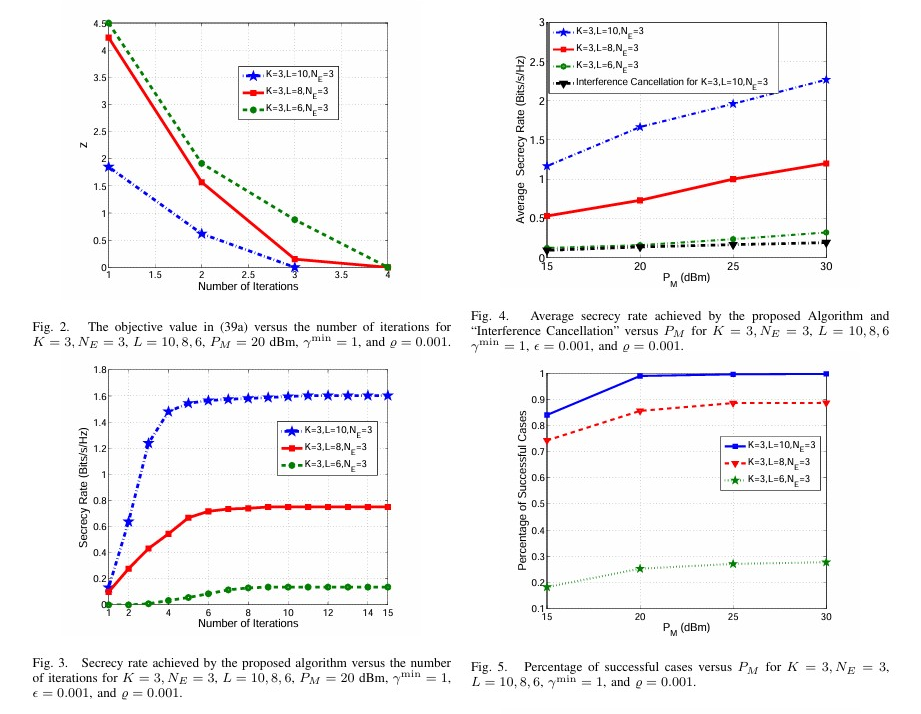 4.5
4
3.5
3
2.5
2
1.5
1
0.5
0
Z
K=3,L=10,N_E=3
K=3,L=8,N_E=3
K=3,L=6,N_E=3
1 1.5 2 2.5 3 3.5 4
Number of Iterations
Fig. 2. The objective value in (39a) versus the number of iterations for
K = 3, N_E = 3, L = 10, 8, 6, P_M = 20 dBm, γ^min = 1, and ϱ = 0.001.
1.8
1.6
1.4
1.2
1
0.8
0.6
0.4
0.2
0
Secrecy Rate (Bits/s/Hz)
K=3,L=10,N_E=3
K=3,L=8,N_E=3
K=3,L=6,N_E=3
1 2 4 6 8 10 12 14 15
Number of Iterations
Fig. 3. Secrecy rate achieved by the proposed algorithm versus the number
of iterations for K = 3, N_E = 3, L = 10, 8, 6, P_M = 20 dBm, γ^min = 1,
ϵ = 0.001, and ϱ = 0.001.
3
2.5
2
1.5
1
0.5
0
Average Secrecy Rate (Bits/s/Hz)
K=3,L=10,N_E=3
K=3,L=8,N_E=3
K=3,L=6,N_E=3
Interference Cancellation for K=3,L=10,N_E=3
15 20 25 30
P_M (dBm)
Fig. 4. Average secrecy rate achieved by the proposed Algorithm and
“Interference Cancellation” versus P_M for K = 3, N_E = 3, L = 10, 8, 6
γ^min = 1, ϵ = 0.001, and ϱ = 0.001.
1
0.9
0.8
0.7
0.6
0.5
0.4
0.3
0.2
0.1
Percentage of Successful Cases
K=3,L=10,N_E=3
K=3,L=8,N_E=3
K=3,L=6,N_E=3
15 20 25 30
P_M (dBm)
Fig. 5. Percentage of successful cases versus P_M for K = 3, N_E = 3,
L = 10, 8, 6, γ^min = 1, and ϱ = 0.001.